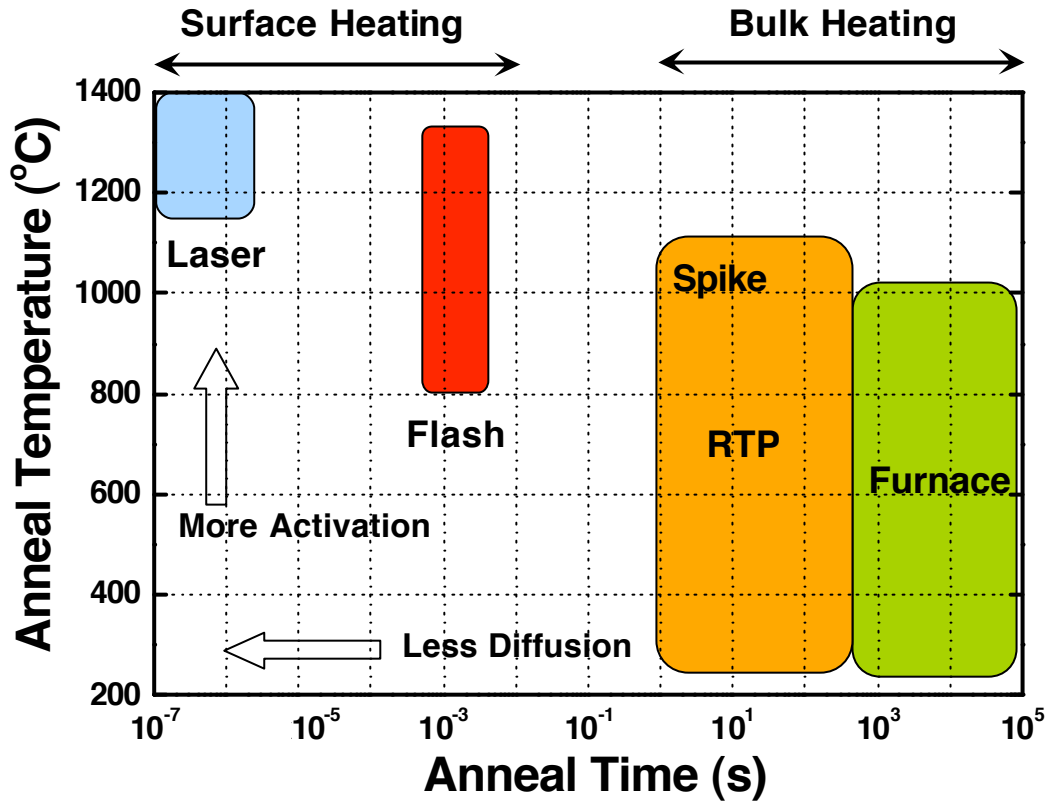 Surface Heating
Bulk Heating
Anneal Temperature (°C)
1400
1200
1000
800
600
400
200
Laser
Flash
Spike
RTP
Furnace
More Activation
Less Diffusion
10⁻⁷
10⁻⁵
10⁻³
10⁻¹
10¹
10³
10⁵
Anneal Time (s)